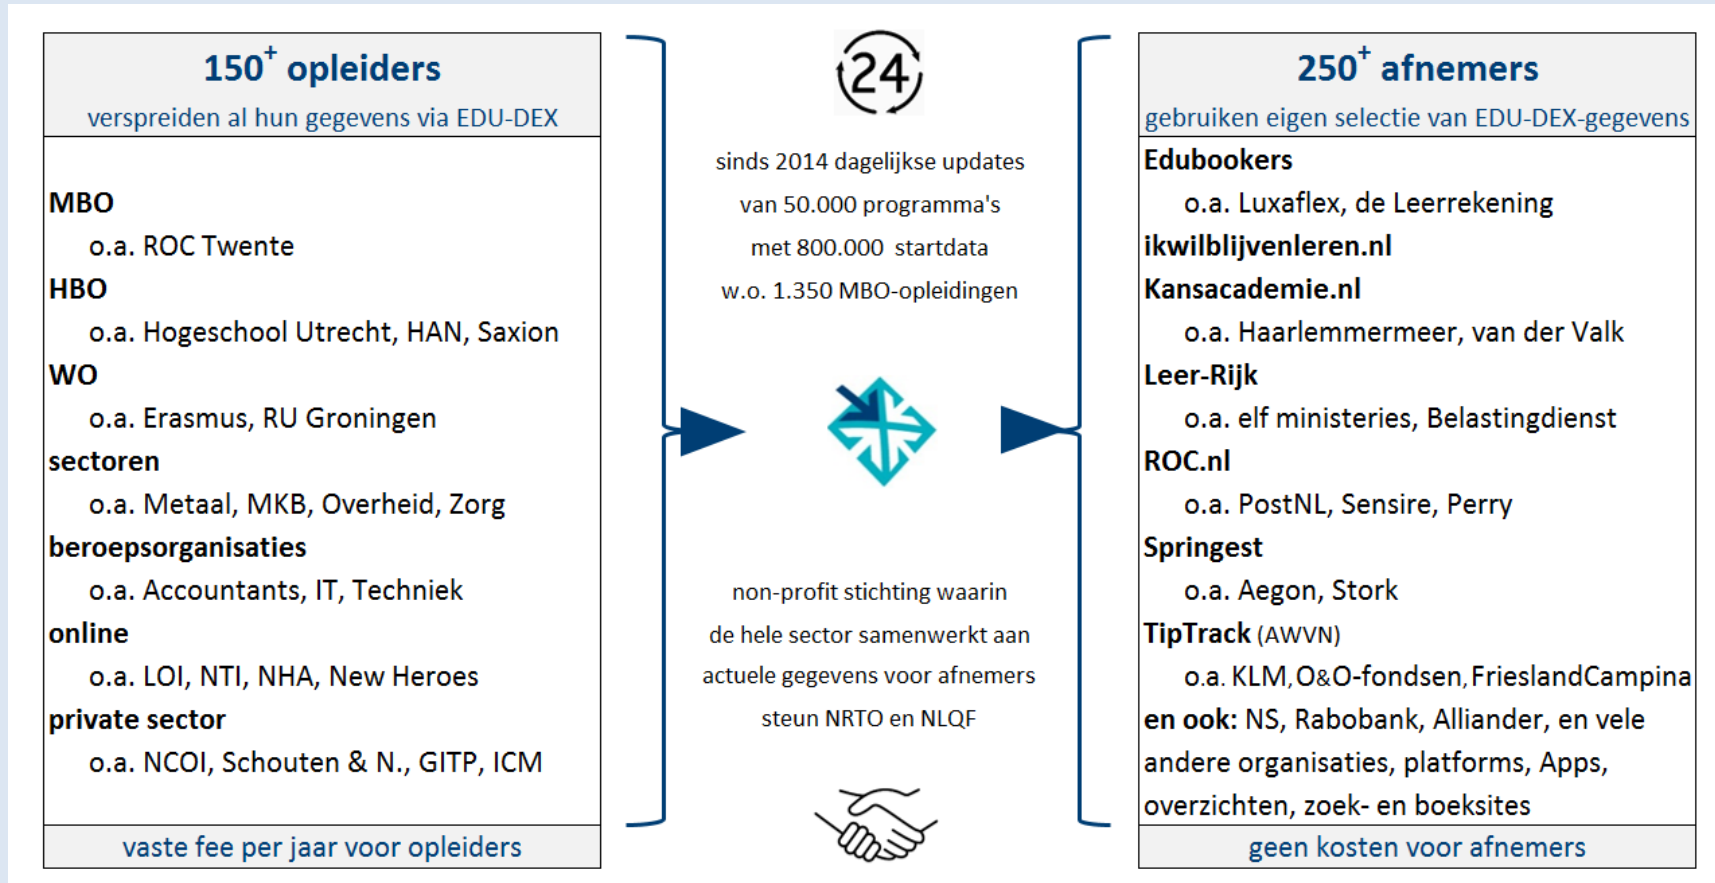 150+ opleiders
verspreiden al hun gegevens via EDU-DEX
MBO
o.a. ROC Twente
HBO
o.a. Hogeschool Utrecht, HAN, Saxion
WO
o.a. Erasmus, RU Groningen
sectoren
o.a. Metaal, MKB, Overheid, Zorg
beroepsorganisaties
o.a. Accountants, IT, Techniek
online
o.a. LOI, NTI, NHA, New Heroes
private sector
o.a. NCOI, Schouten & N., GITP, ICM
vaste fee per jaar voor opleiders
24
sinds 2014 dagelijkse updates
van 50.000 programma's
met 800.000 startdata
w.o. 1.350 MBO-opleidingen
non-profit stichting waarin
de hele sector samenwerkt aan
actuele gegevens voor afnemers
steun NRTO en NLQF
250+ afnemers
gebruiken eigen selectie van EDU-DEX-gegevens
Edubookers
o.a. Luxaflex, de Leerrekening
ikwilblijvenleren.nl
Kansacademie.nl
o.a. Haarlemmermeer, van der Valk
Leer-Rijk
o.a. elf ministeries, Belastingdienst
ROC.nl
o.a. PostNL, Sensire, Perry
Springest
o.a. Aegon, Stork
TipTrack (AWVN)
o.a. KLM, O&O-fondsen, FrieslandCampina
en ook: NS, Rabobank, Alliander, en vele
andere organisaties, platforms, Apps,
overzichten, zoek- en boeksites
geen kosten voor afnemers